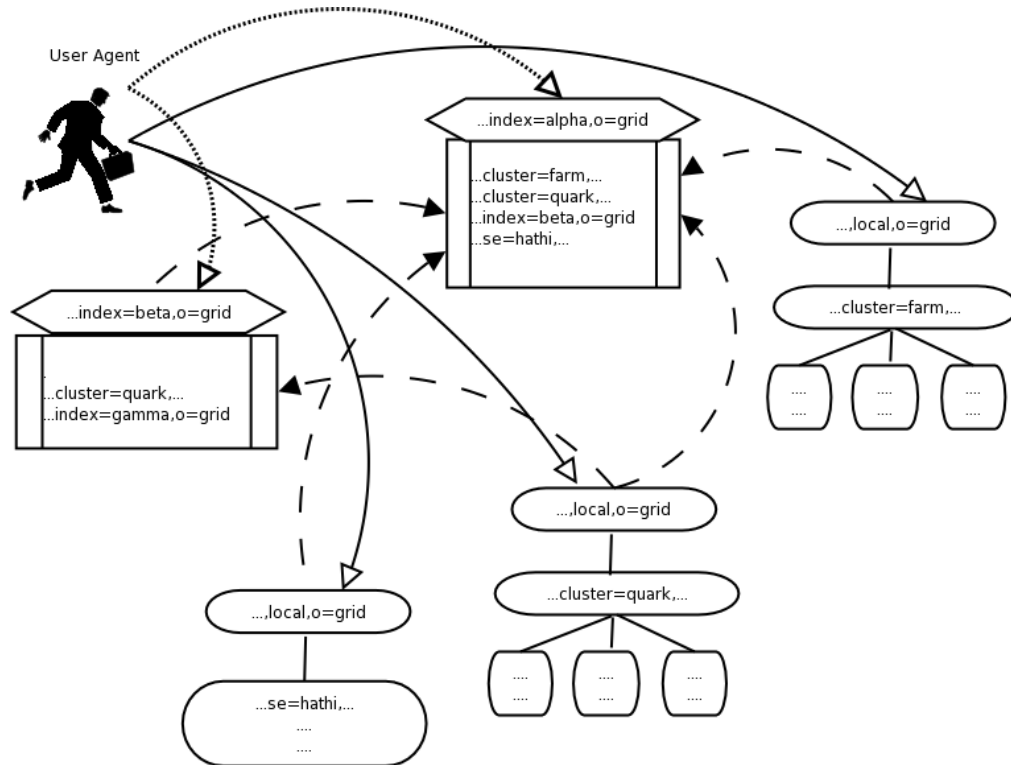 User Agent
...index=alpha,o=grid
...cluster=farm,...
...cluster=quark,...
...index=beta,o=grid
...se=hathi,...
...,local,o=grid
...cluster=farm,...
.... .... ....
.... .... ....
...index=beta,o=grid
.
...cluster=quark,...
...index=gamma,o=grid
...,local,o=grid
...cluster=quark,...
.... .... ....
.... .... ....
...,local,o=grid
...se=hathi,...
....
....